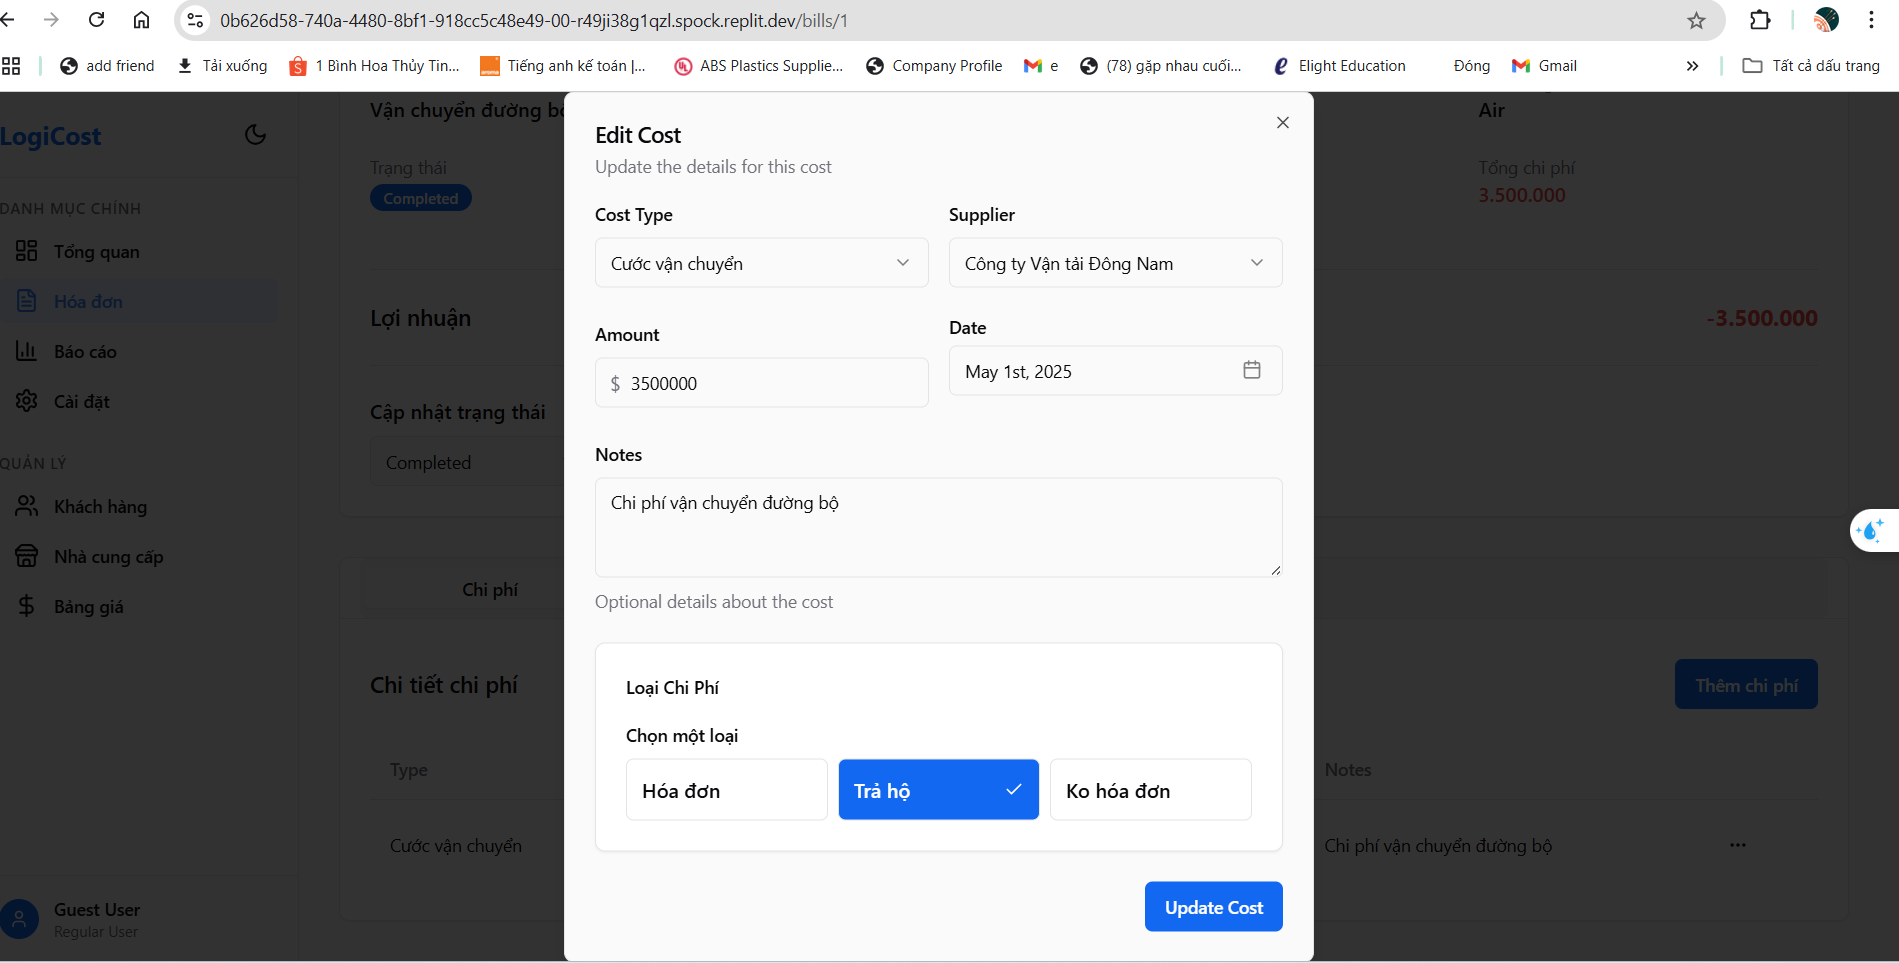 0b626d58-740a-4480-8bf1-918cc5c48e49-00-r49ji38g1qzl.spock.replit.dev/bills/1
add friend
Tải xuống
1 Bình Hoa Thủy Tin...
Tiếng anh kế toán |...
ABS Plastics Supplie...
Company Profile
e
(78) gặp nhau cuối...
Elight Education
Đóng
Gmail
»
Tất cả dấu trang
LogiCost
DANH MỤC CHÍNH
Tổng quan
Hóa đơn
Báo cáo
Cài đặt
QUẢN LÝ
Khách hàng
Nhà cung cấp
Bảng giá
Guest User
Regular User
Vận chuyển đường bộ
Air
Trạng thái
Completed
Tổng chi phí
3.500.000
Lợi nhuận
-3.500.000
Cập nhật trạng thái
Completed
Chi phí
Chi tiết chi phí
Thêm chi phí
Type
Notes
Cước vận chuyển
Chi phí vận chuyển đường bộ
Edit Cost
Update the details for this cost
Cost Type
Supplier
Cước vận chuyển
Công ty Vận tải Đông Nam
Amount
Date
$ 3500000
May 1st, 2025
Notes
Chi phí vận chuyển đường bộ
Optional details about the cost
Loại Chi Phí
Chọn một loại
Hóa đơn
Trả hộ
Ko hóa đơn
Update Cost